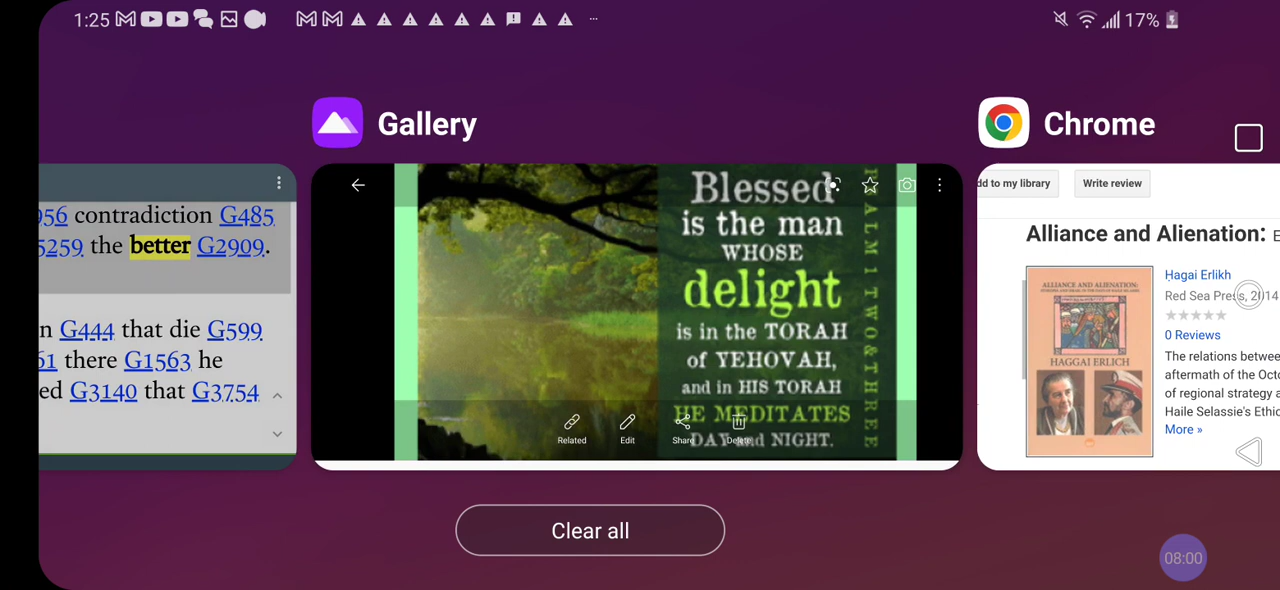 1:25
17%
Gallery
Chrome
956 contradiction G485
5259 the better G2909.
n G444 that die G599
61 there G1563 he
ed G3140 that G3754
Blessed
is the man
WHOSE
delight
is in the TORAH
of YEHOVAH,
and in HIS TORAH
HE MEDITATES
DAY and NIGHT.
PSALM 1 TWO & THREE
Related
Edit
Share
Delete
dd to my library
Write review
Alliance and Alienation: E
Hagai Erlikh
Red Sea Press, 2014
0 Reviews
The relations betwee
aftermath of the Octo
of regional strategy a
Haile Selassie's Ethio
More »
ALLIANCE AND ALIENATION:
HAGGAI ERLICH
Clear all
08:00